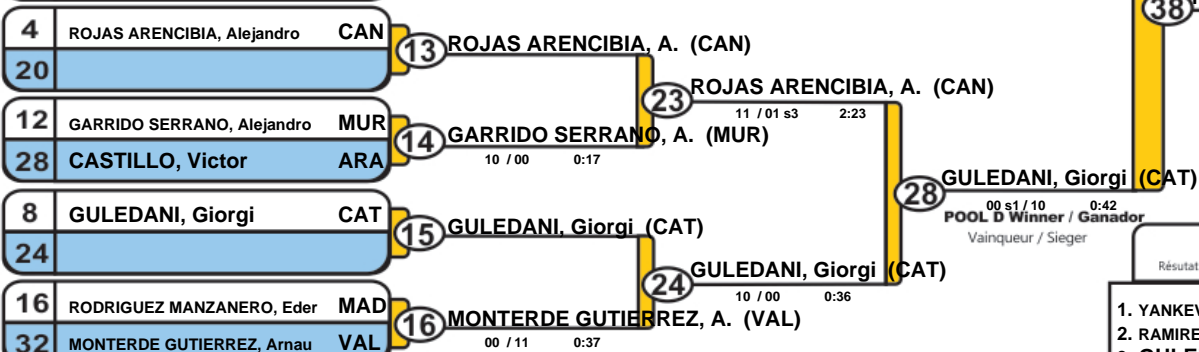 38
4 ROJAS ARENCIBIA, Alejandro CAN
20
13 ROJAS ARENCIBIA, A. (CAN)
23 ROJAS ARENCIBIA, A. (CAN)
11 / 01 s3 2:23
12 GARRIDO SERRANO, Alejandro MUR
28 CASTILLO, Victor ARA
14 GARRIDO SERRANO, A. (MUR)
10 / 00 0:17
28 GULEDANI, Giorgi (CAT)
00 s1 / 10 0:42
POOL D Winner / Ganador
Vainqueur / Sieger
8 GULEDANI, Giorgi CAT
24
15 GULEDANI, Giorgi (CAT)
24 GULEDANI, Giorgi (CAT)
10 / 00 0:36
16 RODRIGUEZ MANZANERO, Eder MAD
32 MONTERDE GUTIERREZ, Arnau VAL
16 MONTERDE GUTIERREZ, A. (VAL)
00 / 11 0:37
Résutat
1. YANKEV
2. RAMIRE